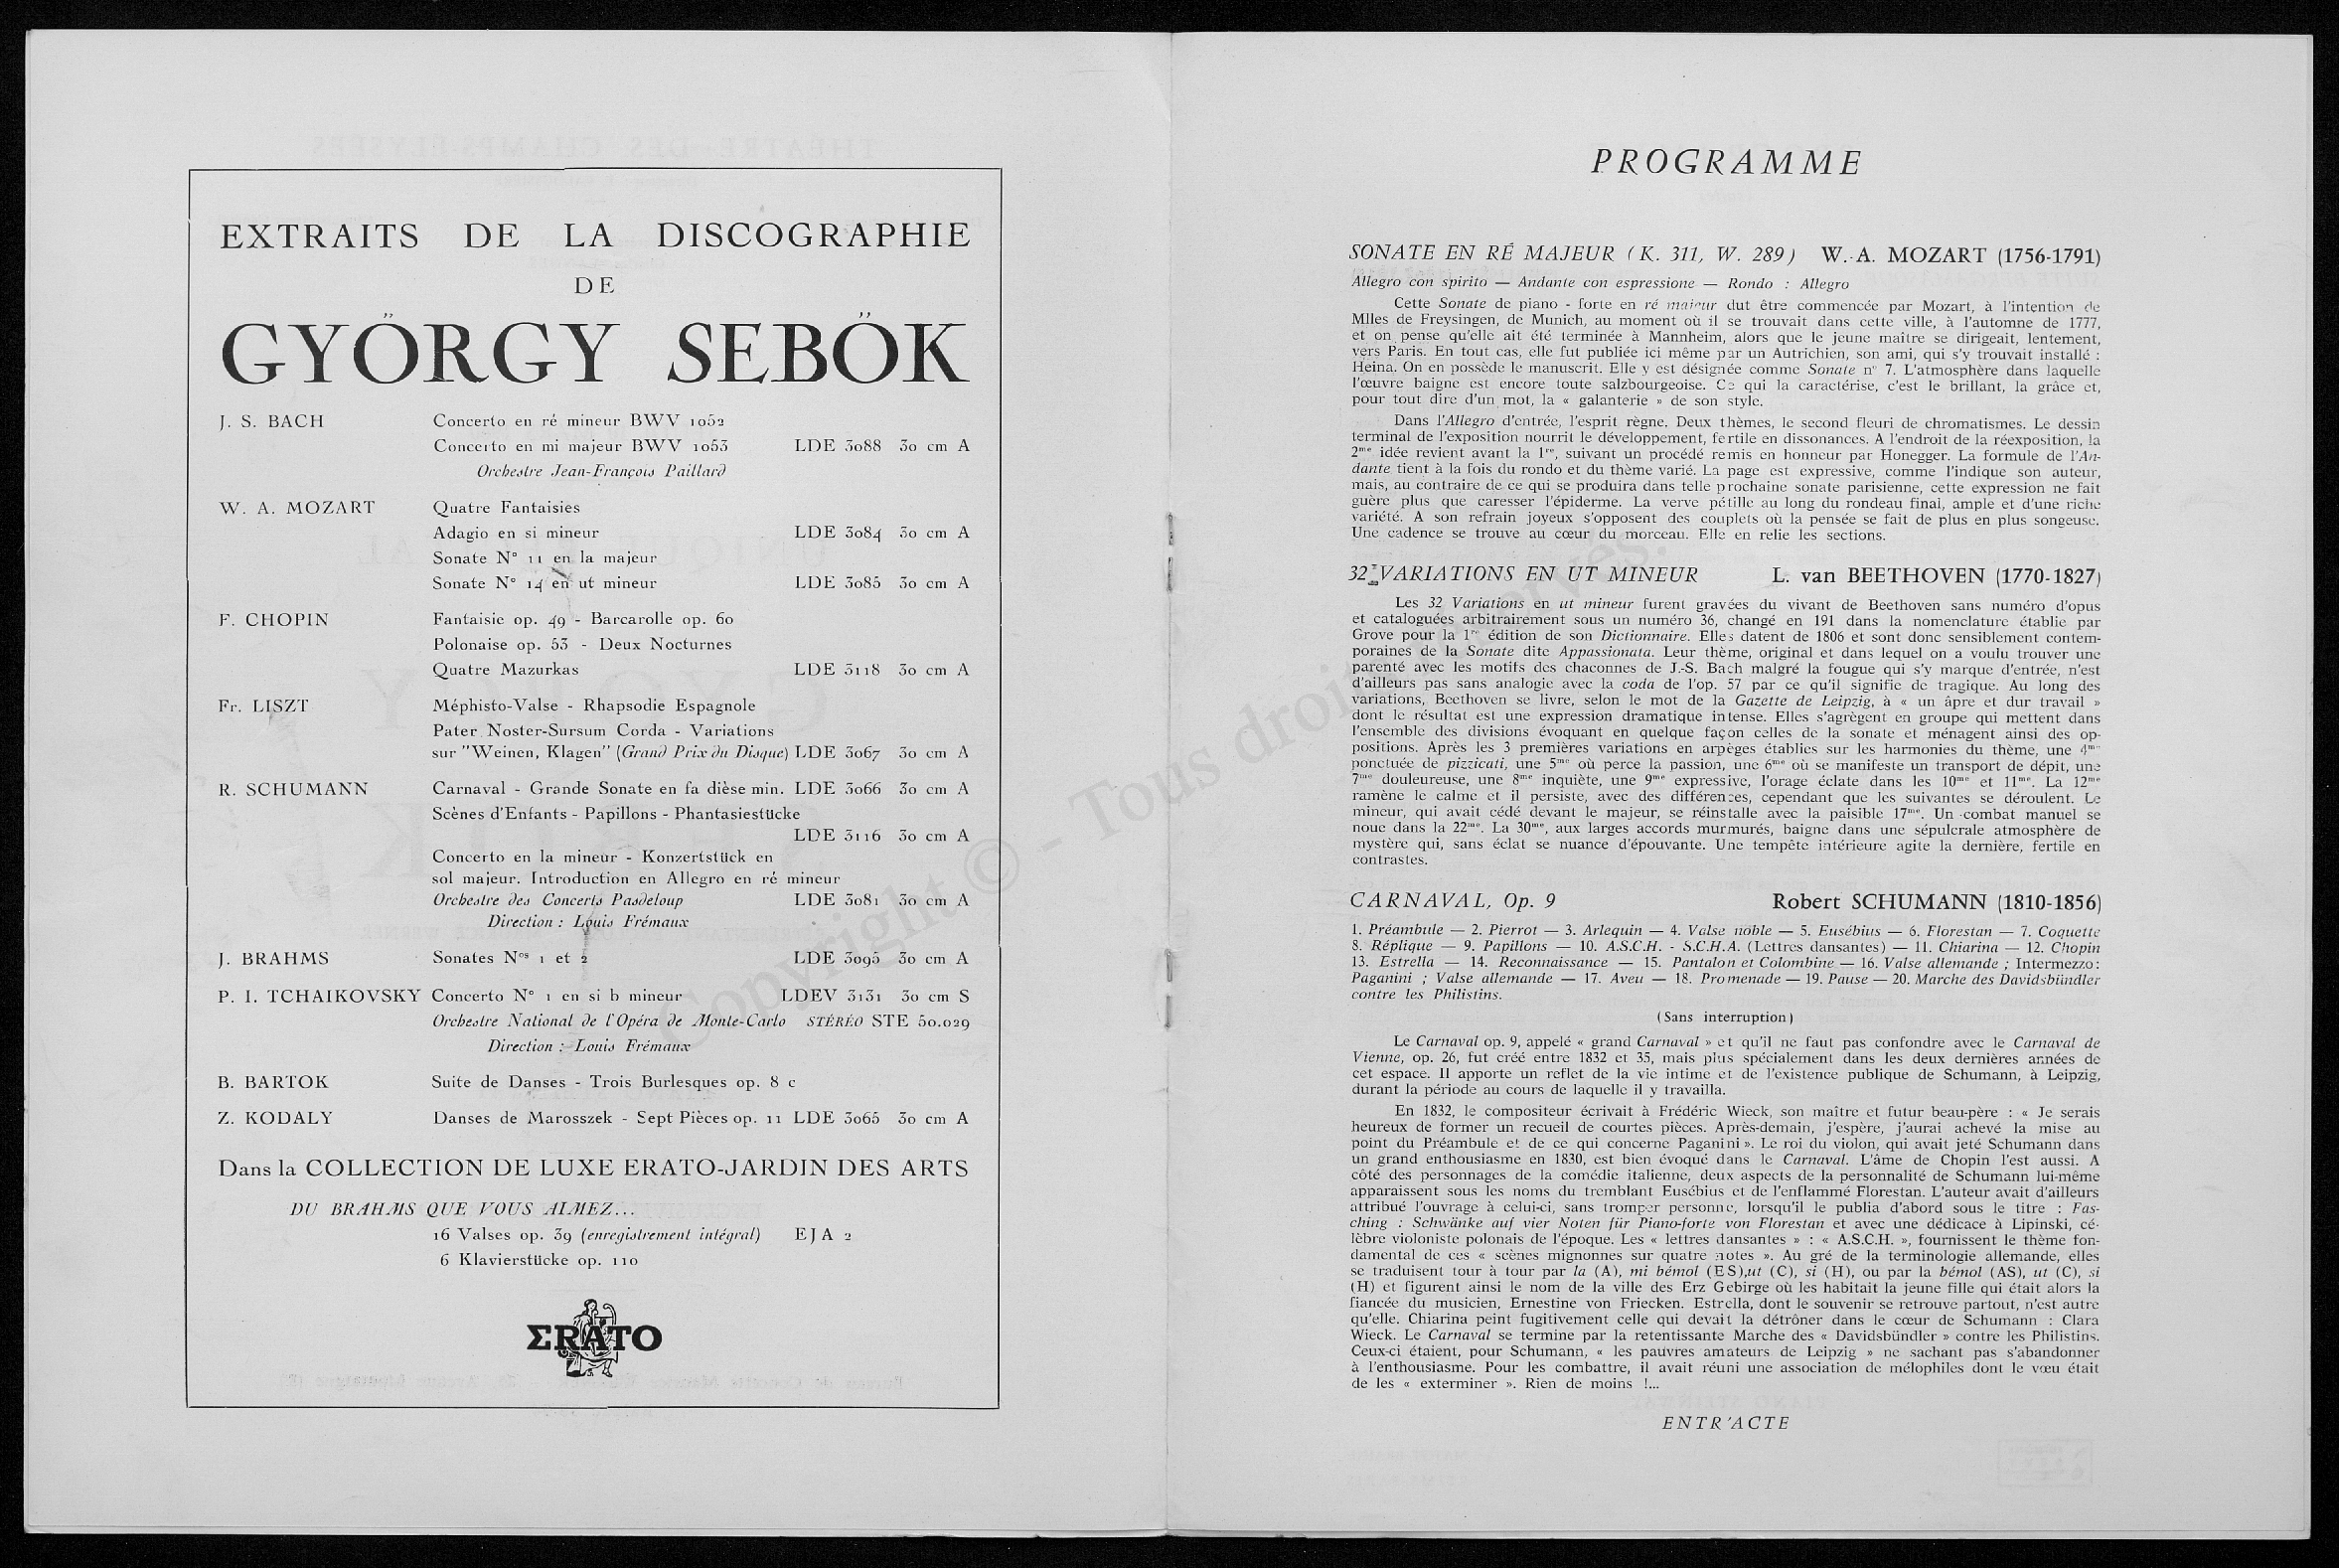 EXTRAITS DE LA DISCOGRAPHIE
DE
GYÖRGY SEBÖK
J. S. BACH Concerto en ré mineur BWV 1052
Concerto en mi majeur BWV 1053 LDE 3088 30 cm A
Orchestre Jean-François Paillard
W. A. MOZART Quatre Fantaisies
Adagio en si mineur LDE 3084 30 cm A
Sonate N° 11 en la majeur
Sonate N° 14 en ut mineur LDE 3085 30 cm A
F. CHOPIN Fantaisie op. 49 - Barcarolle op. 60
Polonaise op. 53 - Deux Nocturnes
Quatre Mazurkas LDE 3118 30 cm A
Fr. LISZT Méphisto-Valse - Rhapsodie Espagnole
Pater Noster-Sursum Corda - Variations
sur "Weinen, Klagen" (Grand Prix du Disque) LDE 3067 30 cm A
R. SCHUMANN Carnaval - Grande Sonate en fa dièse min. LDE 3066 30 cm A
Scènes d'Enfants - Papillons - Phantasiestücke
LDE 3116 30 cm A
Concerto en la mineur - Konzertstück en
sol majeur. Introduction en Allegro en ré mineur
Orchestre des Concerts Pasdeloup LDE 3081 30 cm A
Direction : Louis Frémaux
J. BRAHMS Sonates Nos 1 et 2 LDE 3095 30 cm A
P. I. TCHAIKOVSKY Concerto N° 1 en si b mineur LDEV 3131 30 cm S
Orchestre National de l'Opéra de Monte-Carlo STÉRÉO STE 50.029
Direction : Louis Frémaux
B. BARTOK Suite de Danses - Trois Burlesques op. 8 c
Z. KODALY Danses de Marosszek - Sept Pièces op. 11 LDE 3065 30 cm A
Dans la COLLECTION DE LUXE ERATO-JARDIN DES ARTS
DU BRAHMS QUE VOUS AIMEZ...
16 Valses op. 39 (enregistrement intégral) EJA 2
6 Klavierstücke op. 110
ΣRATO
PROGRAMME
SONATE EN RÉ MAJEUR (K. 311, W. 289) W.-A. MOZART (1756-1791)
Allegro con spirito — Andante con espressione — Rondo : Allegro
Cette Sonate de piano - forte en ré majeur dut être commencée par Mozart, à l'intention de
Mlles de Freysingen, de Munich, au moment où il se trouvait dans cette ville, à l'automne de 1777,
et on pense qu'elle ait été terminée à Mannheim, alors que le jeune maître se dirigeait, lentement,
vers Paris. En tout cas, elle fut publiée ici même par un Autrichien, son ami, qui s'y trouvait installé :
Heina. On en possède le manuscrit. Elle y est désignée comme Sonate n° 7. L'atmosphère dans laquelle
l'œuvre baigne est encore toute salzbourgeoise. Ce qui la caractérise, c'est le brillant, la grâce et,
pour tout dire d'un mot, la « galanterie » de son style.
Dans l'Allegro d'entrée, l'esprit règne. Deux thèmes, le second fleuri de chromatismes. Le dessin
terminal de l'exposition nourrit le développement, fertile en dissonances. A l'endroit de la réexposition, la
2me idée revient avant la 1re, suivant un procédé remis en honneur par Honegger. La formule de l'An-
dante tient à la fois du rondo et du thème varié. La page est expressive, comme l'indique son auteur,
mais, au contraire de ce qui se produira dans telle prochaine sonate parisienne, cette expression ne fait
guère plus que caresser l'épiderme. La verve pétille au long du rondeau final, ample et d'une riche
variété. A son refrain joyeux s'opposent des couplets où la pensée se fait de plus en plus songeuse.
Une cadence se trouve au cœur du morceau. Elle en relie les sections.
32 VARIATIONS EN UT MINEUR L. van BEETHOVEN (1770-1827)
Les 32 Variations en ut mineur furent gravées du vivant de Beethoven sans numéro d'opus
et cataloguées arbitrairement sous un numéro 36, changé en 191 dans la nomenclature établie par
Grove pour la 1re édition de son Dictionnaire. Elles datent de 1806 et sont donc sensiblement contem-
poraines de la Sonate dite Appassionata. Leur thème, original et dans lequel on a voulu trouver une
parenté avec les motifs des chaconnes de J.-S. Bach malgré la fougue qui s'y marque d'entrée, n'est
d'ailleurs pas sans analogie avec la coda de l'op. 57 par ce qu'il signifie de tragique. Au long des
variations, Beethoven se livre, selon le mot de la Gazette de Leipzig, à « un âpre et dur travail »
dont le résultat est une expression dramatique intense. Elles s'agrègent en groupe qui mettent dans
l'ensemble des divisions évoquant en quelque façon celles de la sonate et ménagent ainsi des op-
positions. Après les 3 premières variations en arpèges établies sur les harmonies du thème, une 4me
ponctuée de pizzicati, une 5me où perce la passion, une 6me où se manifeste un transport de dépit, une
7me douleureuse, une 8me inquiète, une 9me expressive, l'orage éclate dans les 10me et 11me. La 12me
ramène le calme et il persiste, avec des différences, cependant que les suivantes se déroulent. Le
mineur, qui avait cédé devant le majeur, se réinstalle avec la paisible 17me. Un combat manuel se
noue dans la 22me. La 30me, aux larges accords murmurés, baigne dans une sépulcrale atmosphère de
mystère qui, sans éclat se nuance d'épouvante. Une tempête intérieure agite la dernière, fertile en
contrastes.
CARNAVAL, Op. 9 Robert SCHUMANN (1810-1856)
1. Préambule — 2. Pierrot — 3. Arlequin — 4. Valse noble — 5. Eusébius — 6. Florestan — 7. Coquette
8. Réplique — 9. Papillons — 10. A.S.C.H. - S.C.H.A. (Lettres dansantes) — 11. Chiarina — 12. Chopin
13. Estrella — 14. Reconnaissance — 15. Pantalon et Colombine — 16. Valse allemande ; Intermezzo :
Paganini ; Valse allemande — 17. Aveu — 18. Promenade — 19. Pause — 20. Marche des Davidsbündler
contre les Philistins.
(Sans interruption)
Le Carnaval op. 9, appelé « grand Carnaval » et qu'il ne faut pas confondre avec le Carnaval de
Vienne, op. 26, fut créé entre 1832 et 35, mais plus spécialement dans les deux dernières années de
cet espace. Il apporte un reflet de la vie intime et de l'existence publique de Schumann, à Leipzig,
durant la période au cours de laquelle il y travailla.
En 1832, le compositeur écrivait à Frédéric Wieck, son maître et futur beau-père : « Je serais
heureux de former un recueil de courtes pièces. Après-demain, j'espère, j'aurai achevé la mise au
point du Préambule et de ce qui concerne Paganini ». Le roi du violon, qui avait jeté Schumann dans
un grand enthousiasme en 1830, est bien évoqué dans le Carnaval. L'âme de Chopin l'est aussi. A
côté des personnages de la comédie italienne, deux aspects de la personnalité de Schumann lui-même
apparaissent sous les noms du tremblant Eusébius et de l'enflammé Florestan. L'auteur avait d'ailleurs
attribué l'ouvrage à celui-ci, sans tromper personne, lorsqu'il le publia d'abord sous le titre : Fas-
ching : Schwänke auf vier Noten für Piano-forte von Florestan et avec une dédicace à Lipinski, cé-
lèbre violoniste polonais de l'époque. Les « lettres dansantes » : « A.S.C.H. », fournissent le thème fon-
damental de ces « scènes mignonnes sur quatre notes ». Au gré de la terminologie allemande, elles
se traduisent tour à tour par la (A), mi bémol (ES),ut (C), si (H), ou par la bémol (AS), ut (C), si
(H) et figurent ainsi le nom de la ville des Erz Gebirge où les habitait la jeune fille qui était alors la
fiancée du musicien, Ernestine von Friecken. Estrella, dont le souvenir se retrouve partout, n'est autre
qu'elle. Chiarina peint fugitivement celle qui devait la détrôner dans le cœur de Schumann : Clara
Wieck. Le Carnaval se termine par la retentissante Marche des « Davidsbündler » contre les Philistins.
Ceux-ci étaient, pour Schumann, « les pauvres amateurs de Leipzig » ne sachant pas s'abandonner
à l'enthousiasme. Pour les combattre, il avait réuni une association de mélophiles dont le vœu était
de les « exterminer ». Rien de moins !...
ENTR'ACTE
Copyright © - Tous droits réservés.